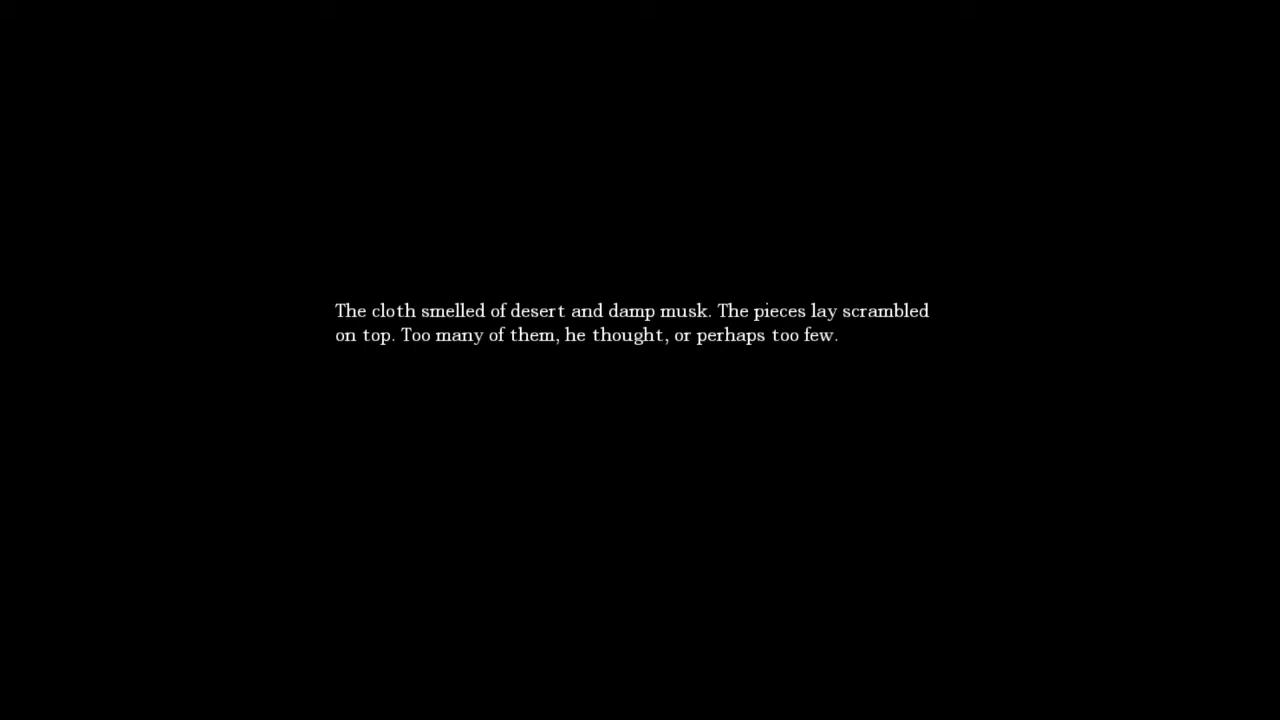 The cloth smelled of desert and damp musk. The pieces lay scrambled
on top. Too many of them, he thought, or perhaps too few.